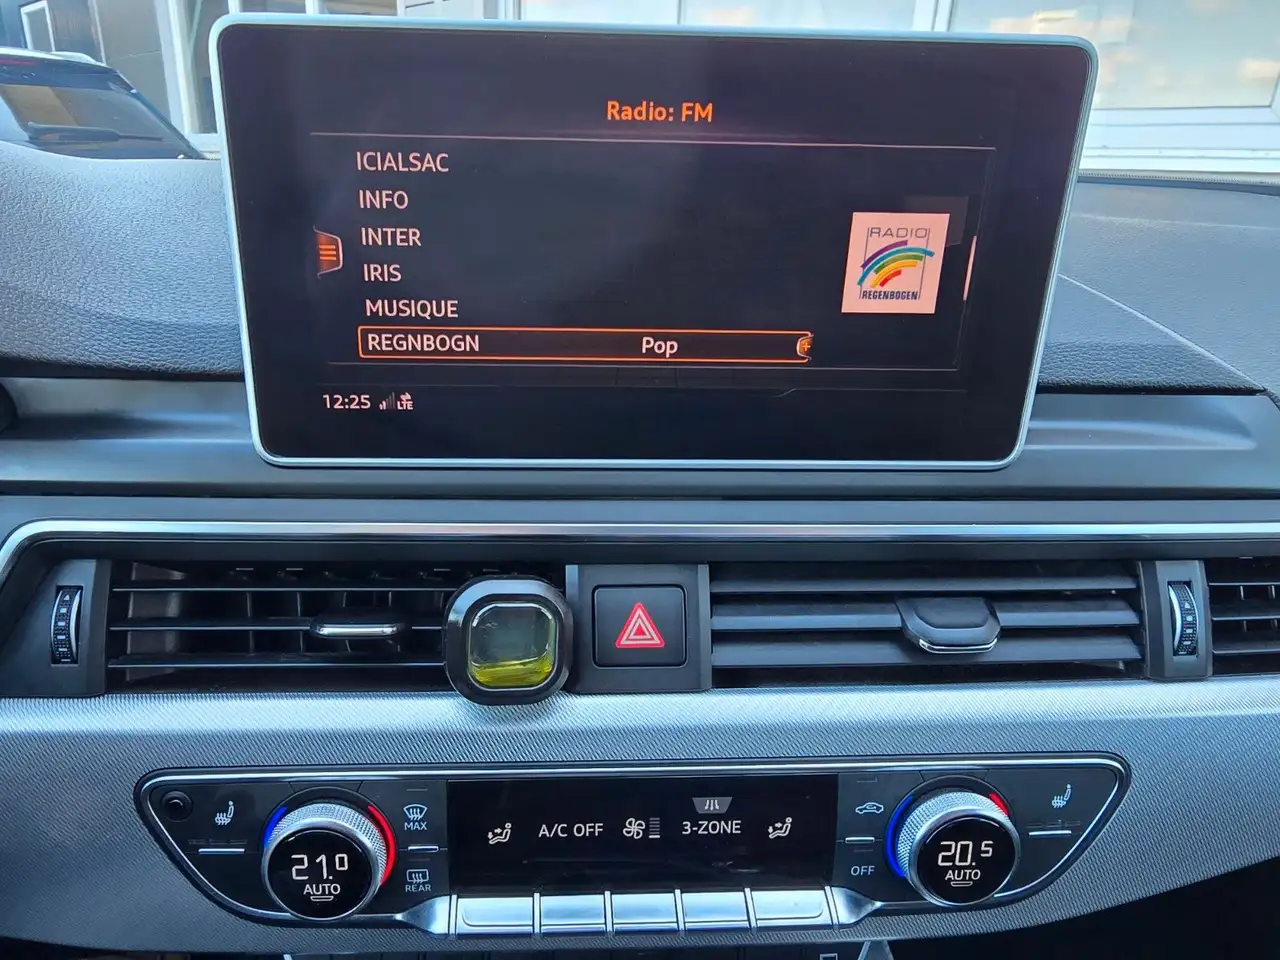 Radio: FM
ICIALSAC
INFO
INTER
IRIS
MUSIQUE
REGNBOGN Pop
RADIO
REGENBOGEN
12:25 LTE
MAX
REAR
21.0
AUTO
A/C OFF
3-ZONE
OFF
20.5
AUTO